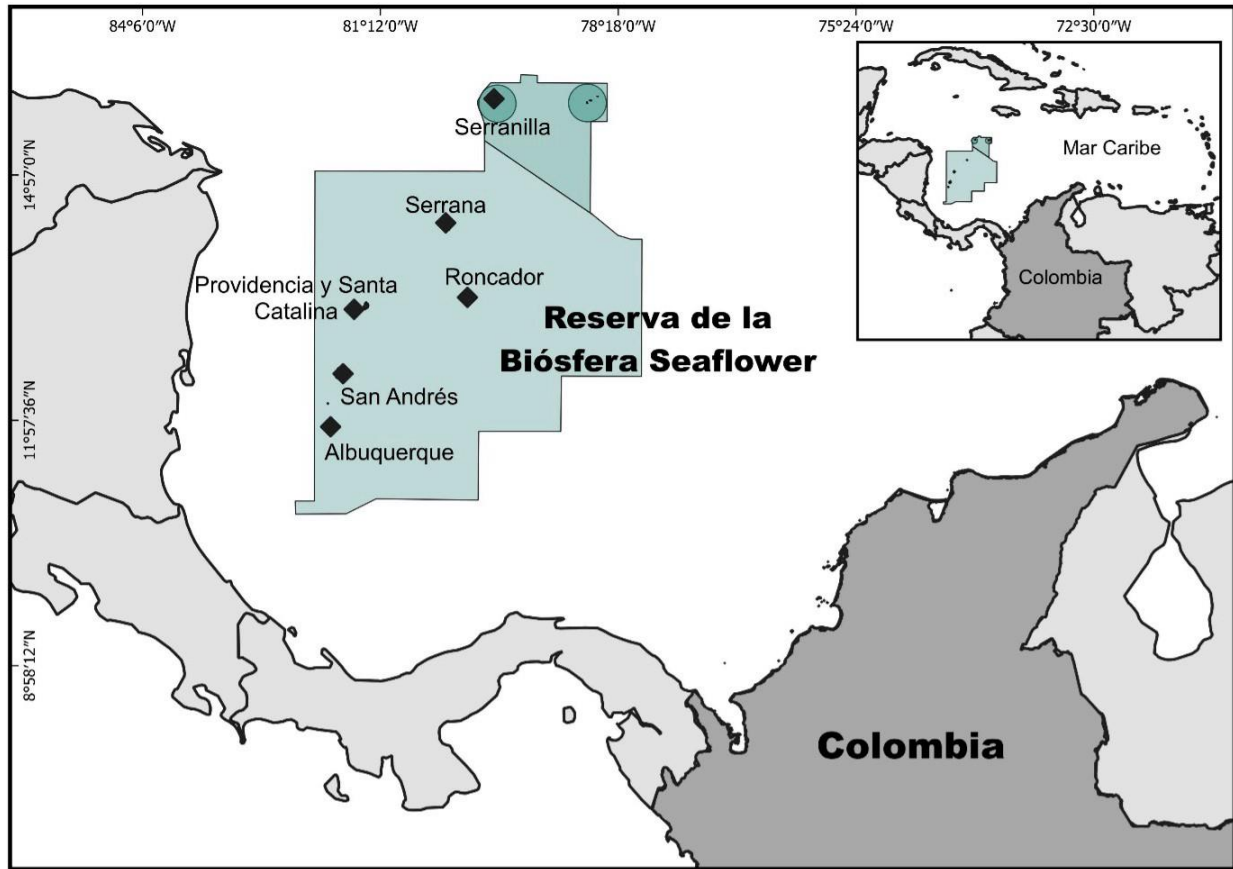 84°6′0″W
81°12′0″W
78°18′0″W
75°24′0″W
72°30′0″W
14°57′0″N
11°57′36″N
8°58′12″N
Serranilla
Serrana
Roncador
Providencia y Santa
Catalina
San Andrés
Albuquerque
Reserva de la
Biósfera Seaflower
Colombia
Mar Caribe
Colombia